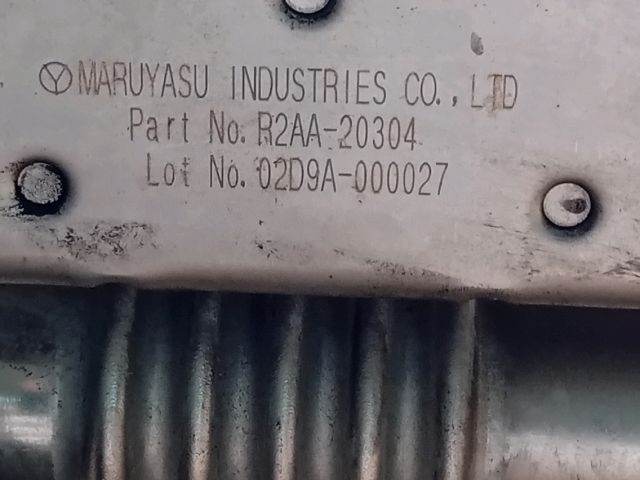 MARUYASU INDUSTRIES CO., LTD
Part No. R2AA-20304
Lot No. 02D9A-000027